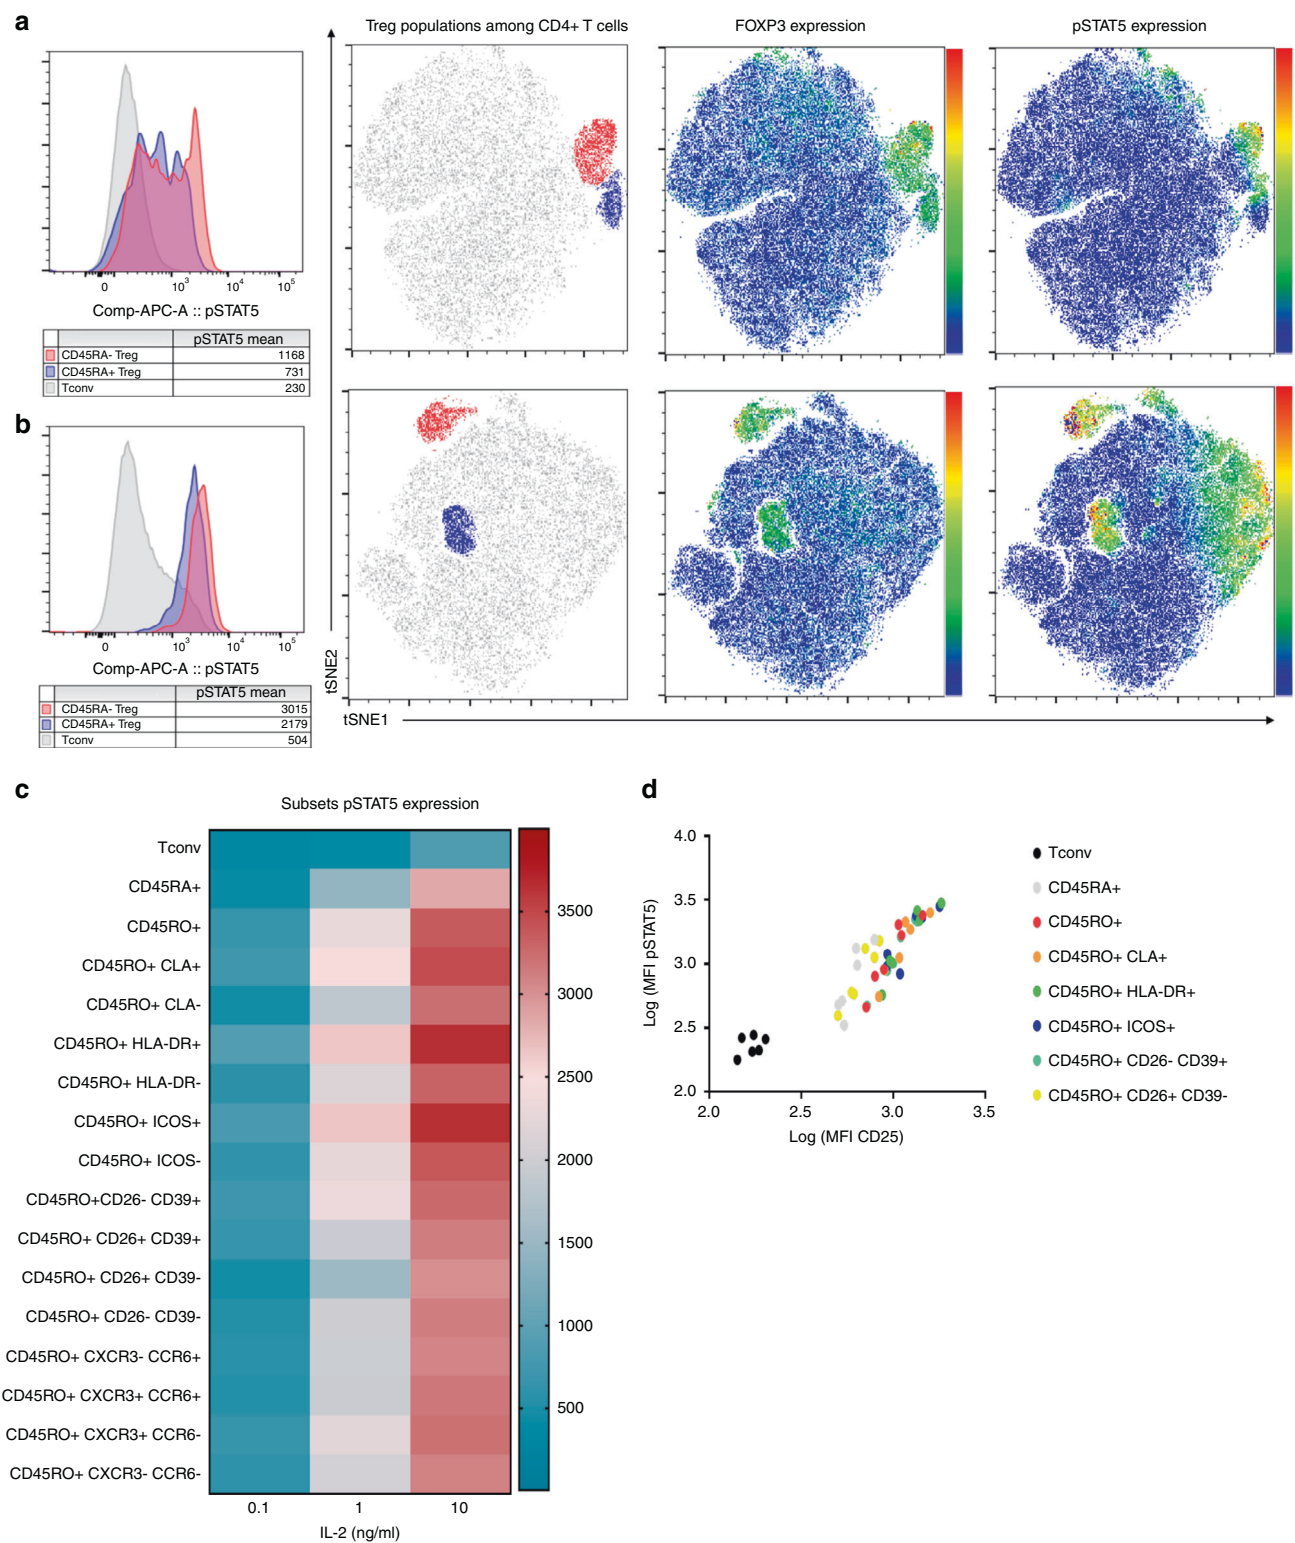 a
Treg populations among CD4+ T cells
FOXP3 expression
pSTAT5 expression
0 10³ 10⁴ 10⁵
Comp-APC-A :: pSTAT5
pSTAT5 mean
CD45RA- Treg 1168
CD45RA+ Treg 731
Tconv 230
b
0 10³ 10⁴ 10⁵
Comp-APC-A :: pSTAT5
pSTAT5 mean
CD45RA- Treg 3015
CD45RA+ Treg 2179
Tconv 504
tSNE2
tSNE1
c
Subsets pSTAT5 expression
Tconv
CD45RA+
CD45RO+
CD45RO+ CLA+
CD45RO+ CLA-
CD45RO+ HLA-DR+
CD45RO+ HLA-DR-
CD45RO+ ICOS+
CD45RO+ ICOS-
CD45RO+CD26- CD39+
CD45RO+ CD26+ CD39+
CD45RO+ CD26+ CD39-
CD45RO+ CD26- CD39-
CD45RO+ CXCR3- CCR6+
CD45RO+ CXCR3+ CCR6+
CD45RO+ CXCR3+ CCR6-
CD45RO+ CXCR3- CCR6-
0.1 1 10
IL-2 (ng/ml)
3500
3000
2500
2000
1500
1000
500
d
Log (MFI pSTAT5)
4.0
3.5
3.0
2.5
2.0
2.0 2.5 3.0 3.5
Log (MFI CD25)
Tconv
CD45RA+
CD45RO+
CD45RO+ CLA+
CD45RO+ HLA-DR+
CD45RO+ ICOS+
CD45RO+ CD26- CD39+
CD45RO+ CD26+ CD39-